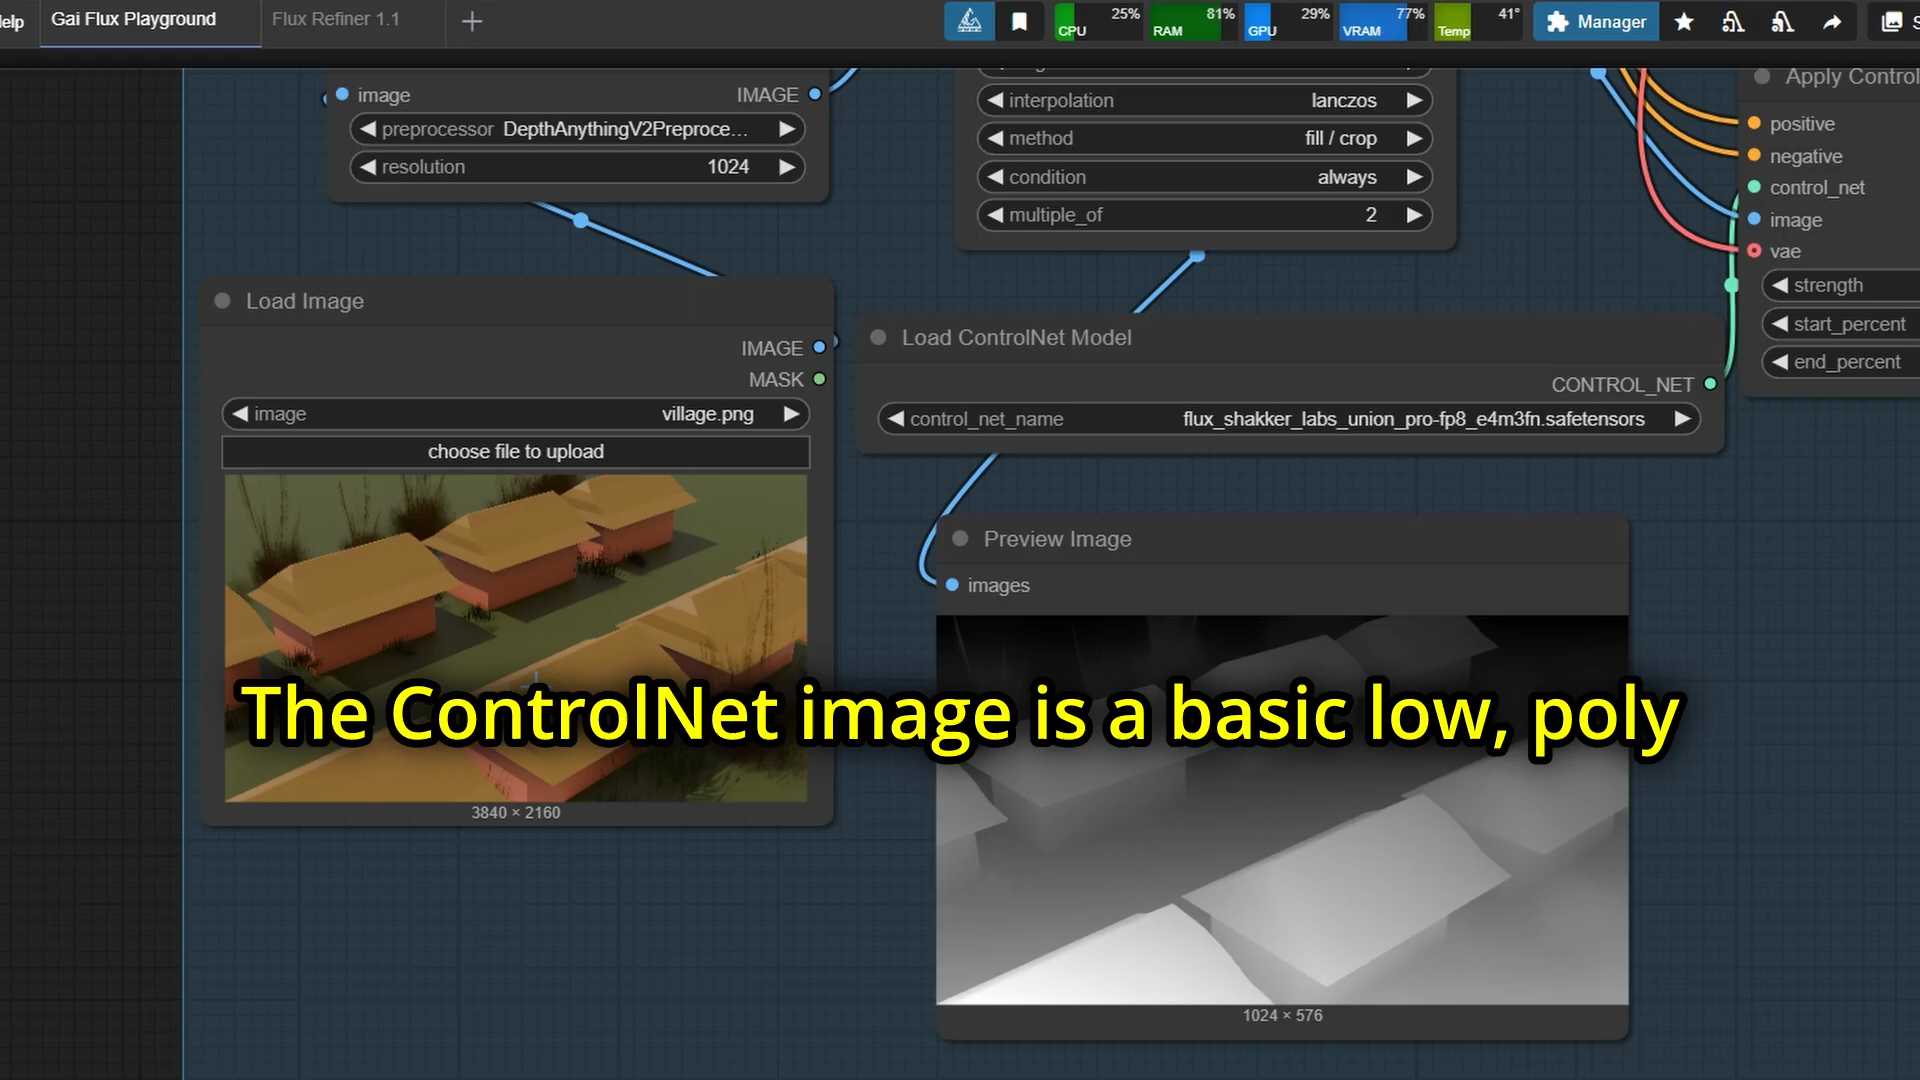 elp
Gai Flux Playground
Flux Refiner 1.1
CPU 25%
RAM 81%
GPU 29%
VRAM 77%
Temp 41°
Manager
image IMAGE
preprocessor DepthAnythingV2Preproce...
resolution 1024
interpolation lanczos
method fill / crop
condition always
multiple_of 2
Apply Control
positive
negative
control_net
image
vae
strength
start_percent
end_percent
Load Image
IMAGE
MASK
image village.png
choose file to upload
3840 × 2160
Load ControlNet Model
CONTROL_NET
control_net_name flux_shakker_labs_union_pro-fp8_e4m3fn.safetensors
Preview Image
images
The ControlNet image is a basic low, poly
1024 × 576